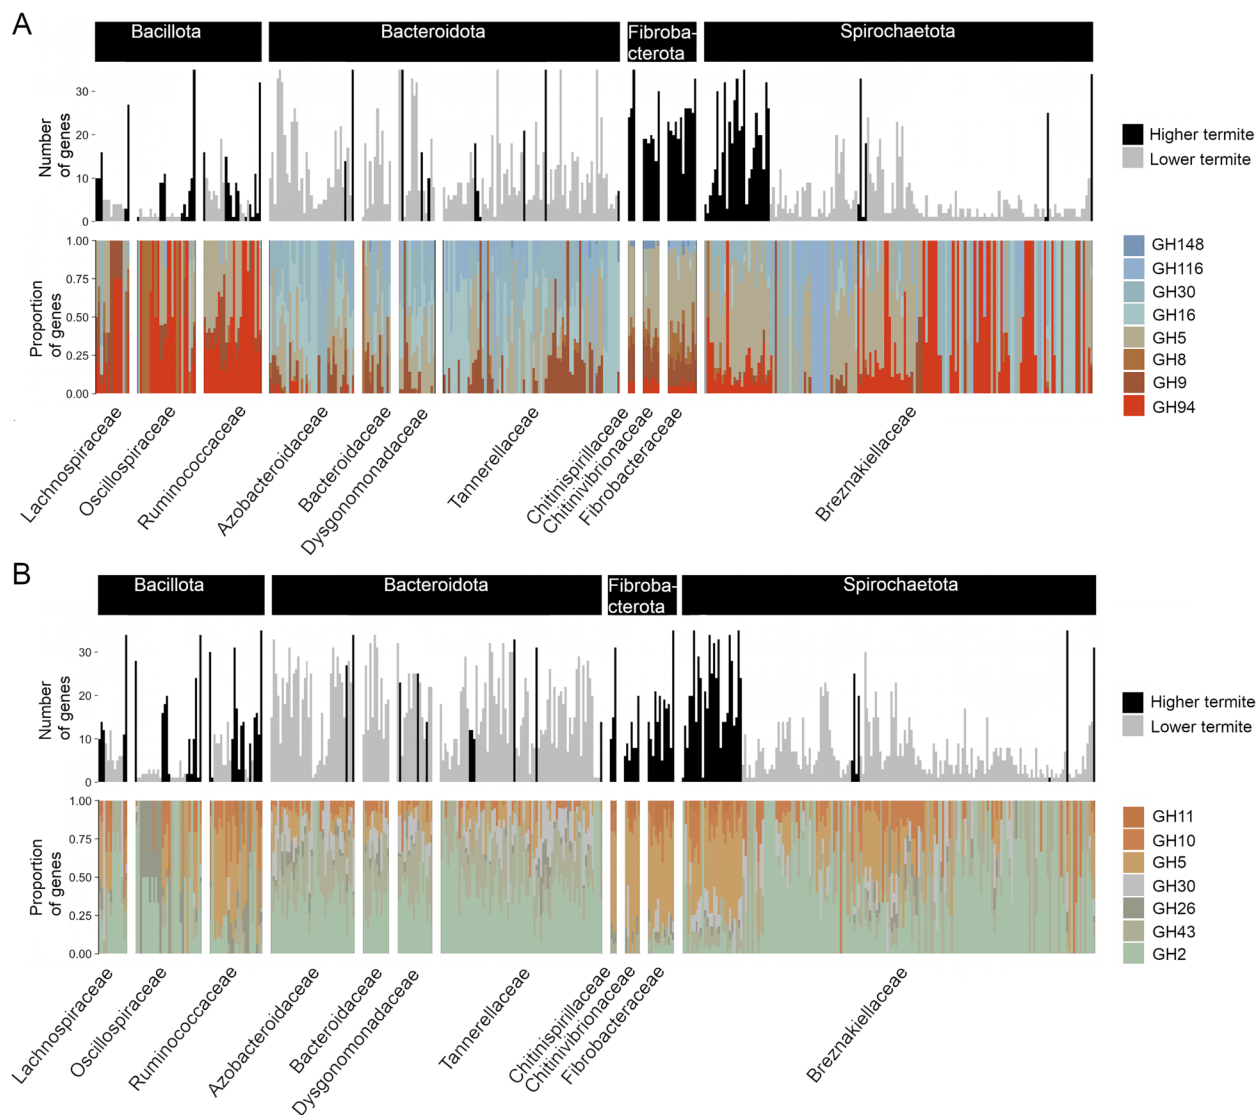 A
Bacillota
Bacteroidota
Fibroba-
cterota
Spirochaetota
Number
of genes
30
20
10
0
Higher termite
Lower termite
Proportion
of genes
1.00
0.75
0.50
0.25
0.00
GH148
GH116
GH30
GH16
GH5
GH8
GH9
GH94
Lachnospiraceae
Oscillospiraceae
Ruminococcaceae
Azobacteroidaceae
Bacteroidaceae
Dysgonomonadaceae
Tannerellaceae
Chitinispirillaceae
Chitinivibrionaceae
Fibrobacteraceae
Breznakiellaceae
B
Bacillota
Bacteroidota
Fibroba-
cterota
Spirochaetota
Number
of genes
30
20
10
0
Higher termite
Lower termite
Proportion
of genes
1.00
0.75
0.50
0.25
0.00
GH11
GH10
GH5
GH30
GH26
GH43
GH2
Lachnospiraceae
Oscillospiraceae
Ruminococcaceae
Azobacteroidaceae
Bacteroidaceae
Dysgonomonadaceae
Tannerellaceae
Chitinispirillaceae
Chitinivibrionaceae
Fibrobacteraceae
Breznakiellaceae